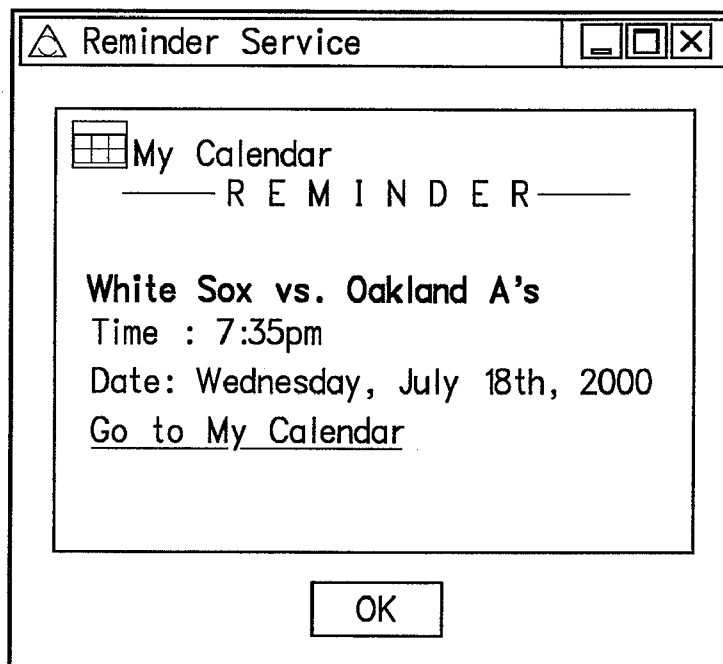 Reminder Service
My Calendar
REMINDER
White Sox vs. Oakland A's
Time : 7:35pm
Date: Wednesday, July 18th, 2000
Go to My Calendar
OK